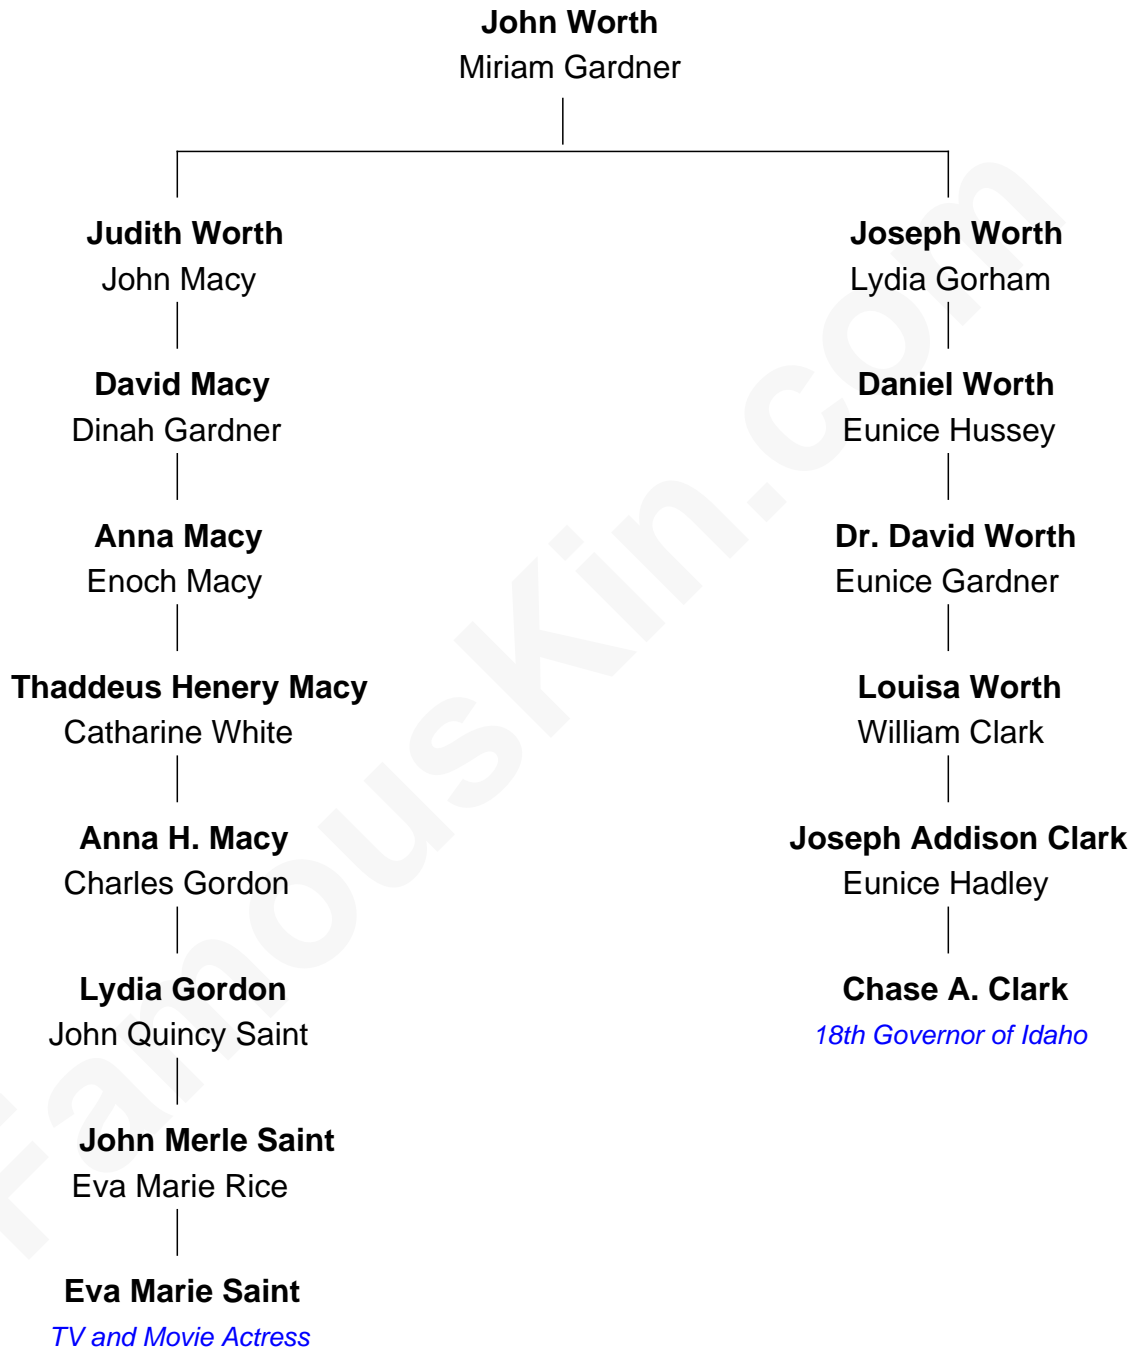 John Worth
Miriam Gardner
Judith Worth
John Macy
David Macy
Dinah Gardner
Anna Macy
Enoch Macy
Thaddeus Henery Macy
Catharine White
Anna H. Macy
Charles Gordon
Lydia Gordon
John Quincy Saint
John Merle Saint
Eva Marie Rice
Eva Marie Saint
TV and Movie Actress
Joseph Worth
Lydia Gorham
Daniel Worth
Eunice Hussey
Dr. David Worth
Eunice Gardner
Louisa Worth
William Clark
Joseph Addison Clark
Eunice Hadley
Chase A. Clark
18th Governor of Idaho
FamousKin.com